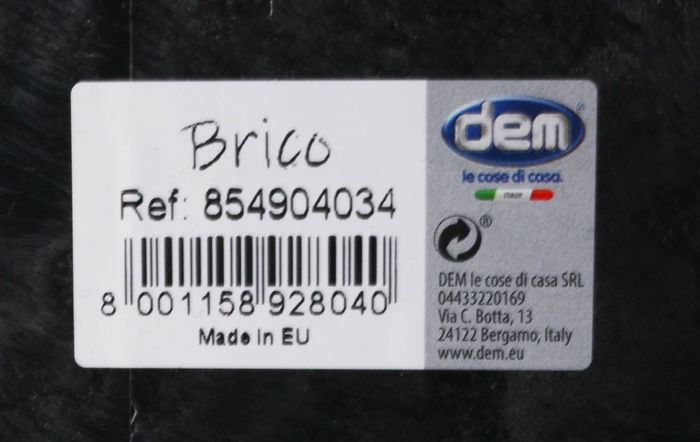 Brico
Ref: 854904034
8 001158 928040
Made in EU
dem
le cose di casa.
ITALY
®
DEM le cose di casa SRL
04433220169
Via C. Botta, 13
24122 Bergamo, Italy
www.dem.eu